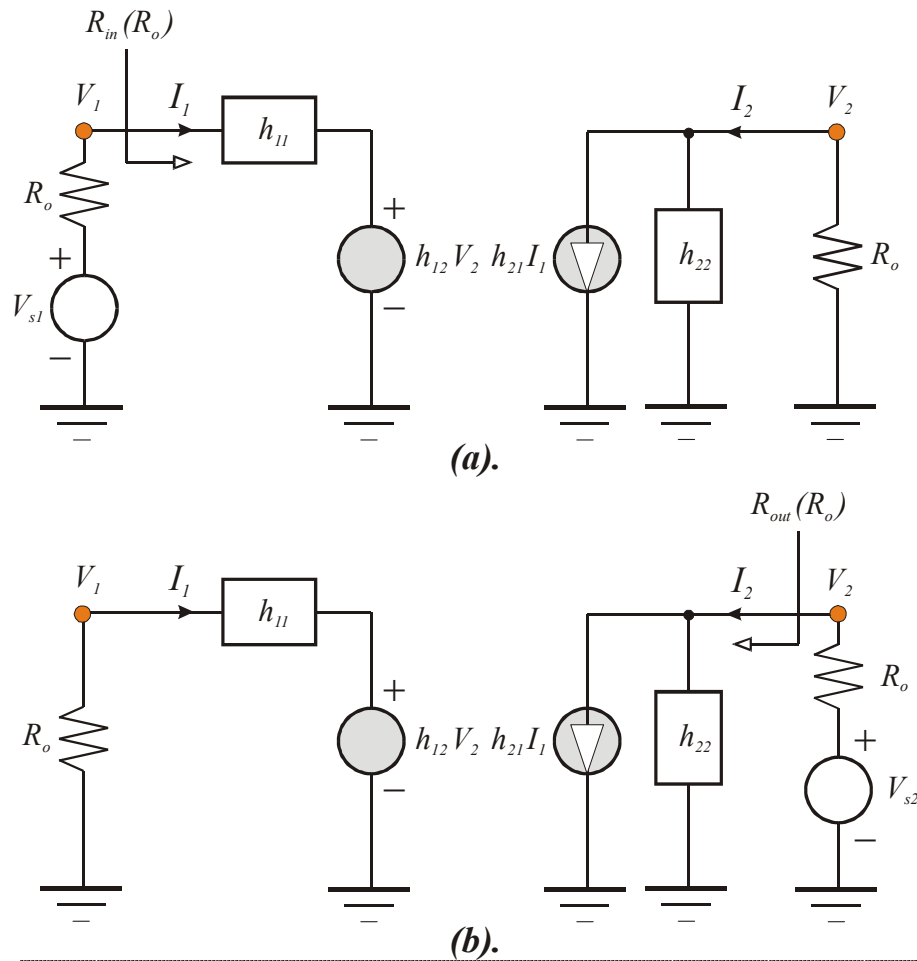 R_in (R_o)
V_1 I_1 I_2 V_2
h_11
R_o + + h_12 V_2 h_21 I_1 h_22 R_o
V_s1
− −
(a).
R_out (R_o)
V_1 I_1 I_2 V_2
h_11
R_o + h_12 V_2 h_21 I_1 h_22 R_o
− + V_s2
−
(b).